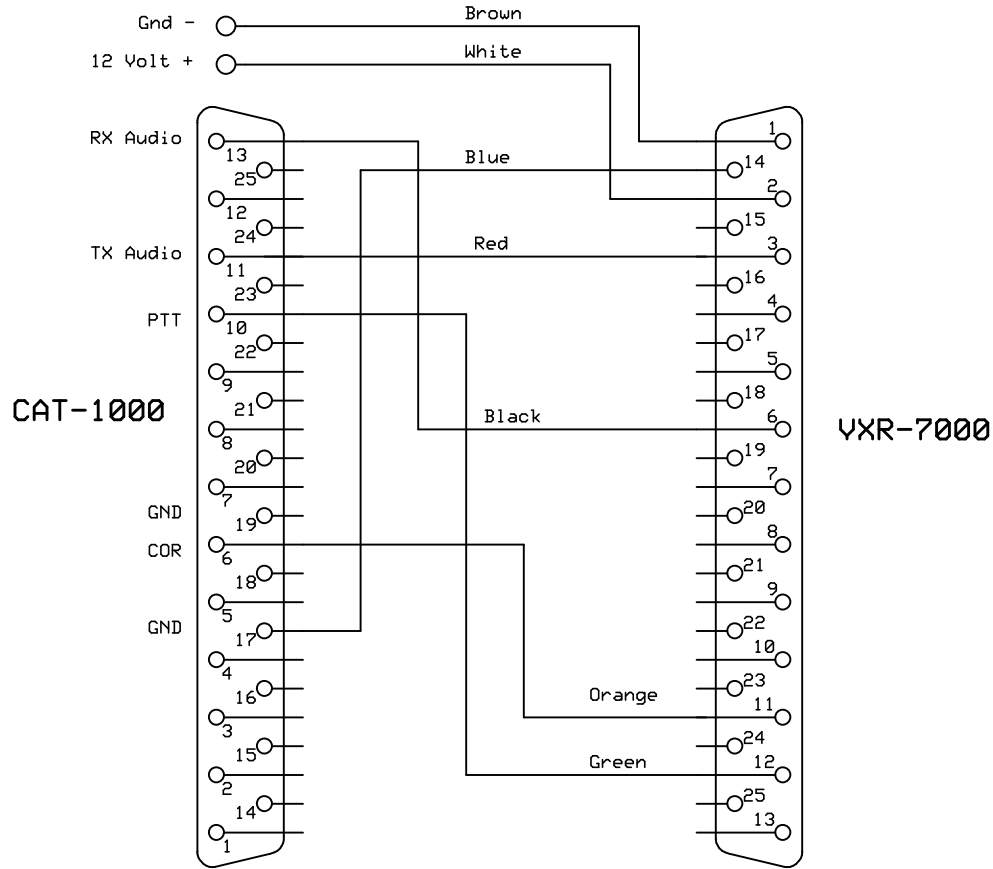 Gnd -
Brown
12 Volt +
White
RX Audio
13
25
12
24
TX Audio
11
23
PTT
10
22
9
21
CAT-1000
8
20
7
GND
19
COR
6
18
5
GND
17
4
16
3
15
2
14
1
Blue
Red
Black
Orange
Green
1
14
2
15
3
16
4
17
5
18
6
VXR-7000
19
7
20
8
21
9
22
10
23
11
24
12
25
13